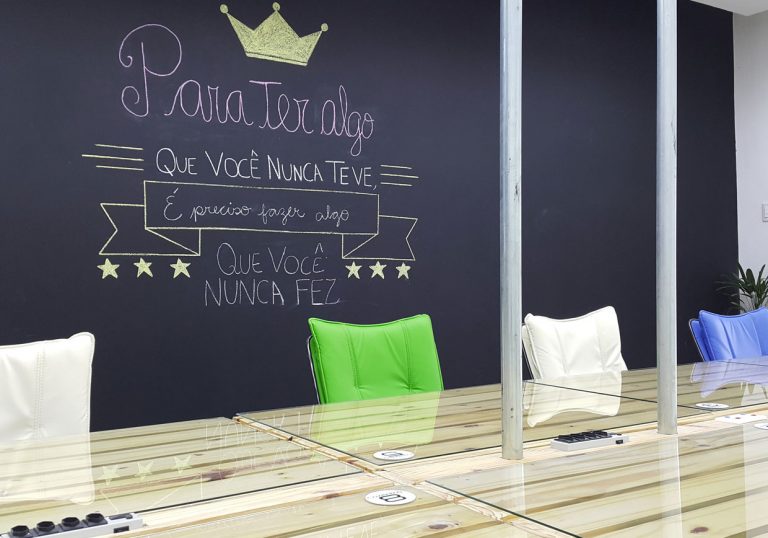 Para Ter algo
QUE VOCÊ NUNCA TEVE,
É preciso fazer algo
QUE VOCÊ
NUNCA FEZ